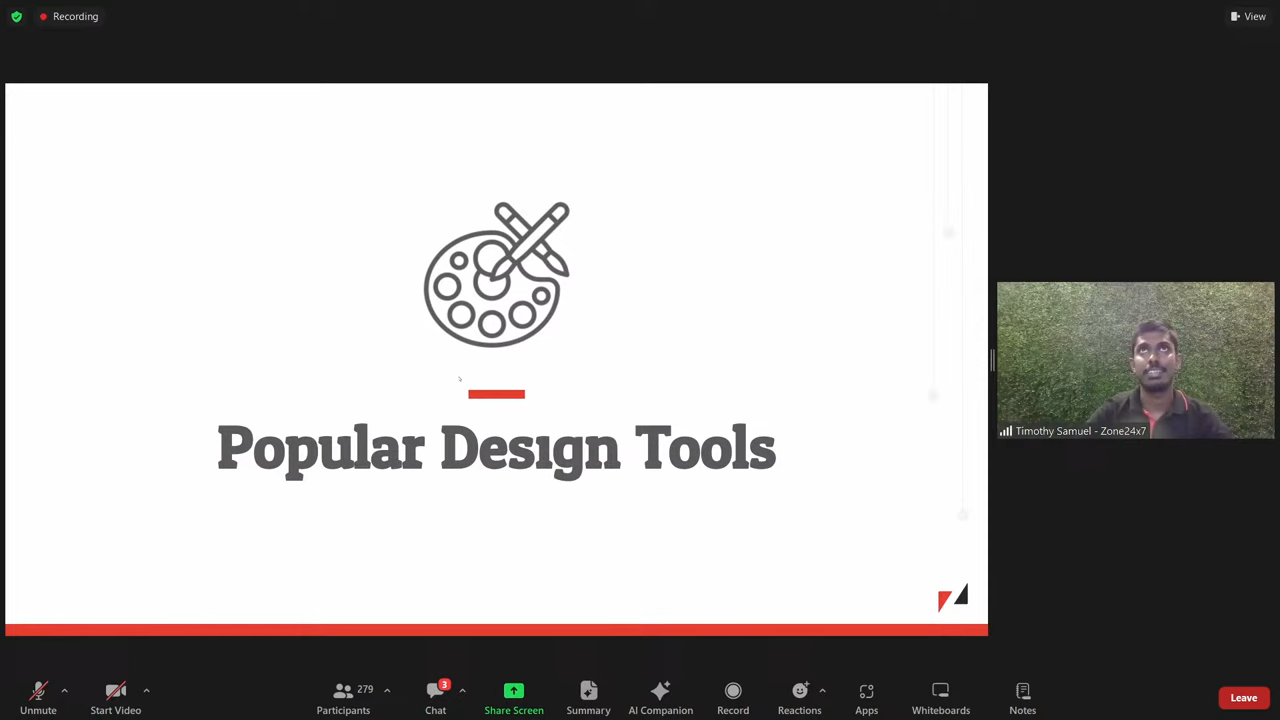 Recording
View
Popular Design Tools
Timothy Samuel - Zone24x7
Unmute
Start Video
279
Participants
3
Chat
Share Screen
Summary
AI Companion
Record
Reactions
Apps
Whiteboards
Notes
Leave